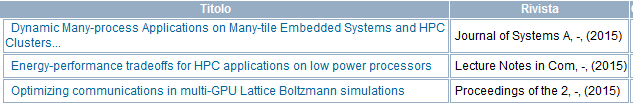 Titolo Rivista
Dynamic Many-process Applications on Many-tile Embedded Systems and HPC
Clusters...
Journal of Systems A, -, (2015)
Energy-performance tradeoffs for HPC applications on low power processors Lecture Notes in Com, -, (2015)
Optimizing communications in multi-GPU Lattice Boltzmann simulations Proceedings of the 2, -, (2015)